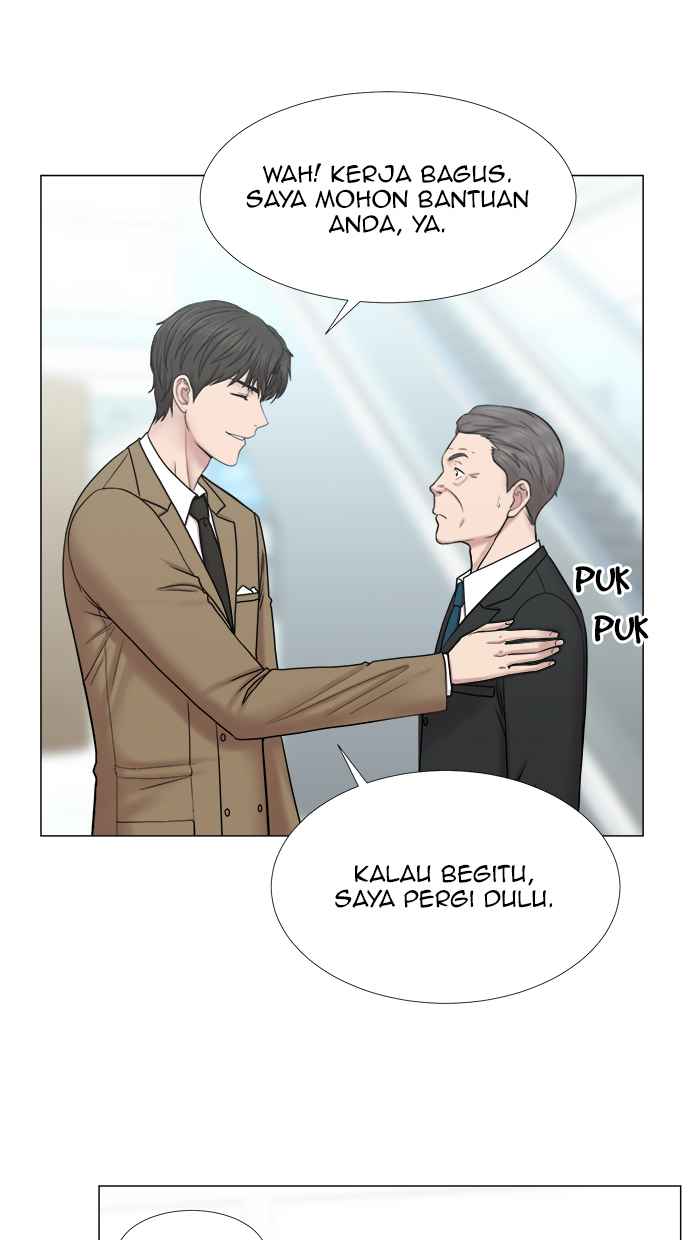 WAH! KERJA BAGUS.
SAYA MOHON BANTUAN
ANDA, YA.
PUK
PUK
KALAU BEGITU,
SAYA PERGI DULU.